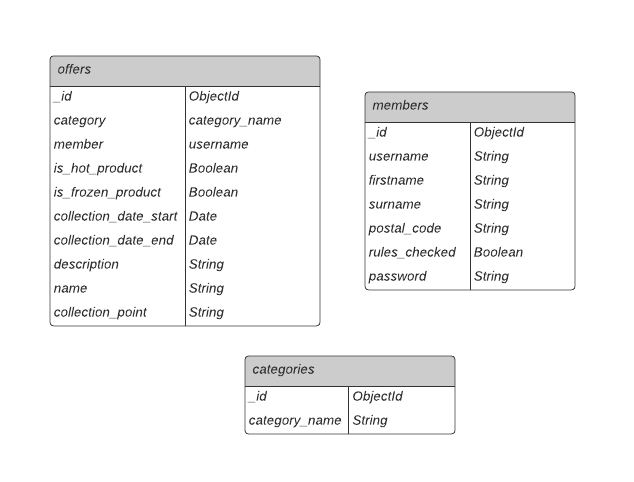 offers
_id ObjectId
category category_name
member username
is_hot_product Boolean
is_frozen_product Boolean
collection_date_start Date
collection_date_end Date
description String
name String
collection_point String
members
_id ObjectId
username String
firstname String
surname String
postal_code String
rules_checked Boolean
password String
categories
_id ObjectId
category_name String